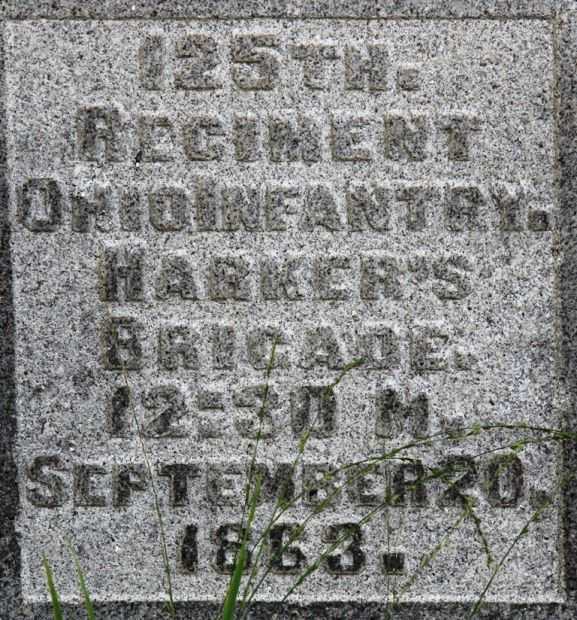 125TH.
REGIMENT
OHIO INFANTRY.
HARKER'S
BRIGADE.
12:30 M.
SEPTEMBER 20.
1863.